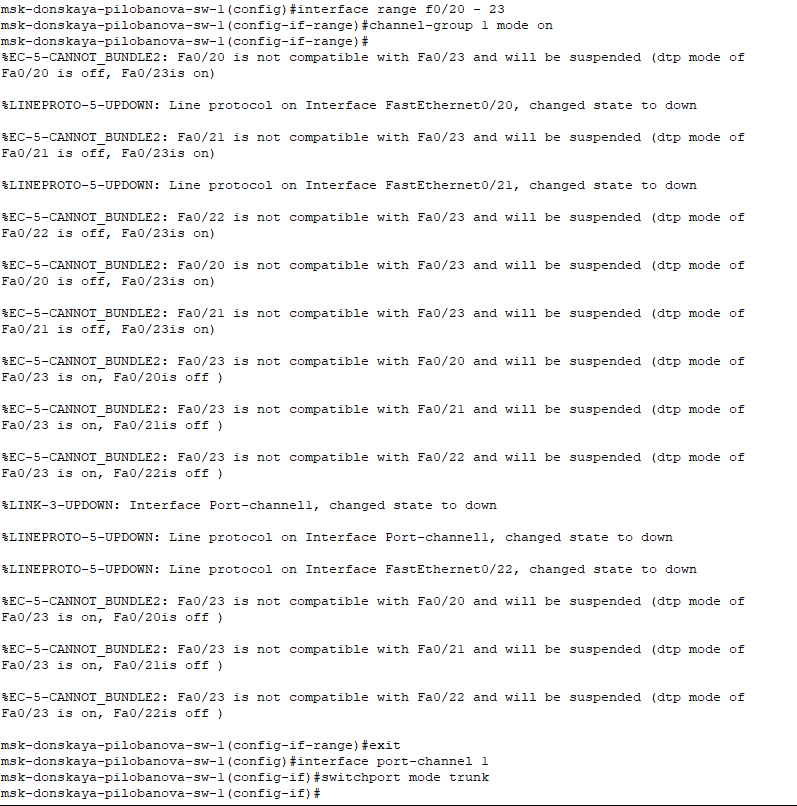 msk-donskaya-pilobanova-sw-1(config)#interface range f0/20 - 23
msk-donskaya-pilobanova-sw-1(config-if-range)#channel-group 1 mode on
msk-donskaya-pilobanova-sw-1(config-if-range)#
%EC-5-CANNOT_BUNDLE2: Fa0/20 is not compatible with Fa0/23 and will be suspended (dtp mode of
Fa0/20 is off, Fa0/23is on)
%LINEPROTO-5-UPDOWN: Line protocol on Interface FastEthernet0/20, changed state to down
%EC-5-CANNOT_BUNDLE2: Fa0/21 is not compatible with Fa0/23 and will be suspended (dtp mode of
Fa0/21 is off, Fa0/23is on)
%LINEPROTO-5-UPDOWN: Line protocol on Interface FastEthernet0/21, changed state to down
%EC-5-CANNOT_BUNDLE2: Fa0/22 is not compatible with Fa0/23 and will be suspended (dtp mode of
Fa0/22 is off, Fa0/23is on)
%EC-5-CANNOT_BUNDLE2: Fa0/20 is not compatible with Fa0/23 and will be suspended (dtp mode of
Fa0/20 is off, Fa0/23is on)
%EC-5-CANNOT_BUNDLE2: Fa0/21 is not compatible with Fa0/23 and will be suspended (dtp mode of
Fa0/21 is off, Fa0/23is on)
%EC-5-CANNOT_BUNDLE2: Fa0/23 is not compatible with Fa0/20 and will be suspended (dtp mode of
Fa0/23 is on, Fa0/20is off )
%EC-5-CANNOT_BUNDLE2: Fa0/23 is not compatible with Fa0/21 and will be suspended (dtp mode of
Fa0/23 is on, Fa0/21is off )
%EC-5-CANNOT_BUNDLE2: Fa0/23 is not compatible with Fa0/22 and will be suspended (dtp mode of
Fa0/23 is on, Fa0/22is off )
%LINK-3-UPDOWN: Interface Port-channel1, changed state to down
%LINEPROTO-5-UPDOWN: Line protocol on Interface Port-channel1, changed state to down
%LINEPROTO-5-UPDOWN: Line protocol on Interface FastEthernet0/22, changed state to down
%EC-5-CANNOT_BUNDLE2: Fa0/23 is not compatible with Fa0/20 and will be suspended (dtp mode of
Fa0/23 is on, Fa0/20is off )
%EC-5-CANNOT_BUNDLE2: Fa0/23 is not compatible with Fa0/21 and will be suspended (dtp mode of
Fa0/23 is on, Fa0/21is off )
%EC-5-CANNOT_BUNDLE2: Fa0/23 is not compatible with Fa0/22 and will be suspended (dtp mode of
Fa0/23 is on, Fa0/22is off )
msk-donskaya-pilobanova-sw-1(config-if-range)#exit
msk-donskaya-pilobanova-sw-1(config)#interface port-channel 1
msk-donskaya-pilobanova-sw-1(config-if)#switchport mode trunk
msk-donskaya-pilobanova-sw-1(config-if)#